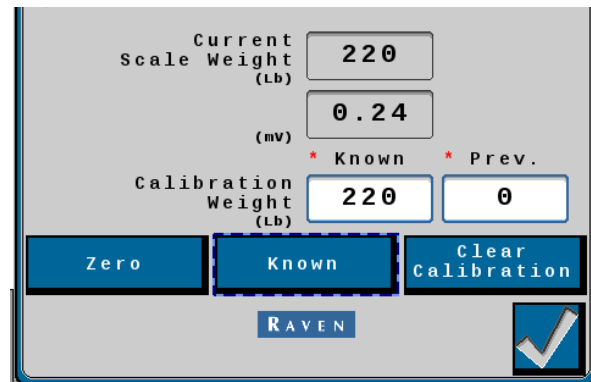 Current
Scale Weight
(Lb)
220
0.24
(mV)
* Known * Prev.
Calibration
Weight
(Lb)
220
0
Zero
Known
Clear
Calibration
RAVEN